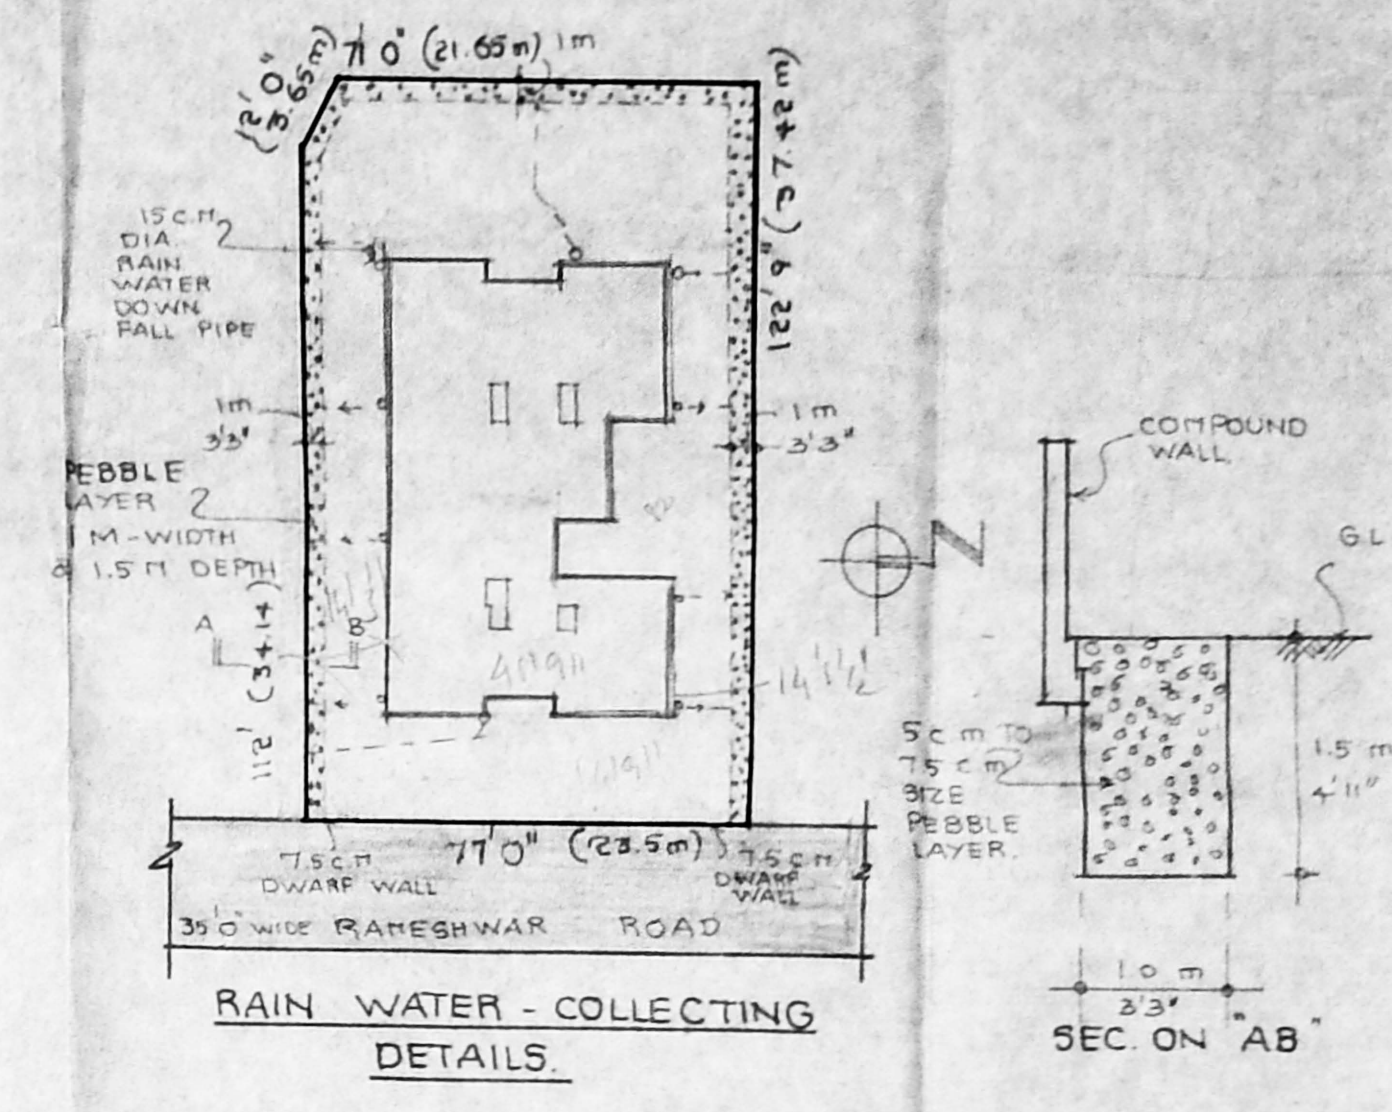 71'0" (21.65m) 1m
12'0"
(3.65m)
122'9" (37.42m)
15 C.M
DIA.
RAIN
WATER
DOWN
FALL PIPE
1m
3'3"
1m
3'3"
PEBBLE
LAYER
1 M-WIDTH
1.5 M DEPTH
A
B
112' (34.14)
14'1½"
N
7.5 C.M
DWARF WALL
77'0" (23.5m)
7.5 C.M
DWARF
WALL
35'0" WIDE RAMESHWAR ROAD
RAIN WATER - COLLECTING
DETAILS.
COMPOUND
WALL.
G.L
5 cm TO
7.5 cm
SIZE
PEBBLE
LAYER.
1.5 m
4'11"
1.0 m
3'3"
SEC. ON "AB"